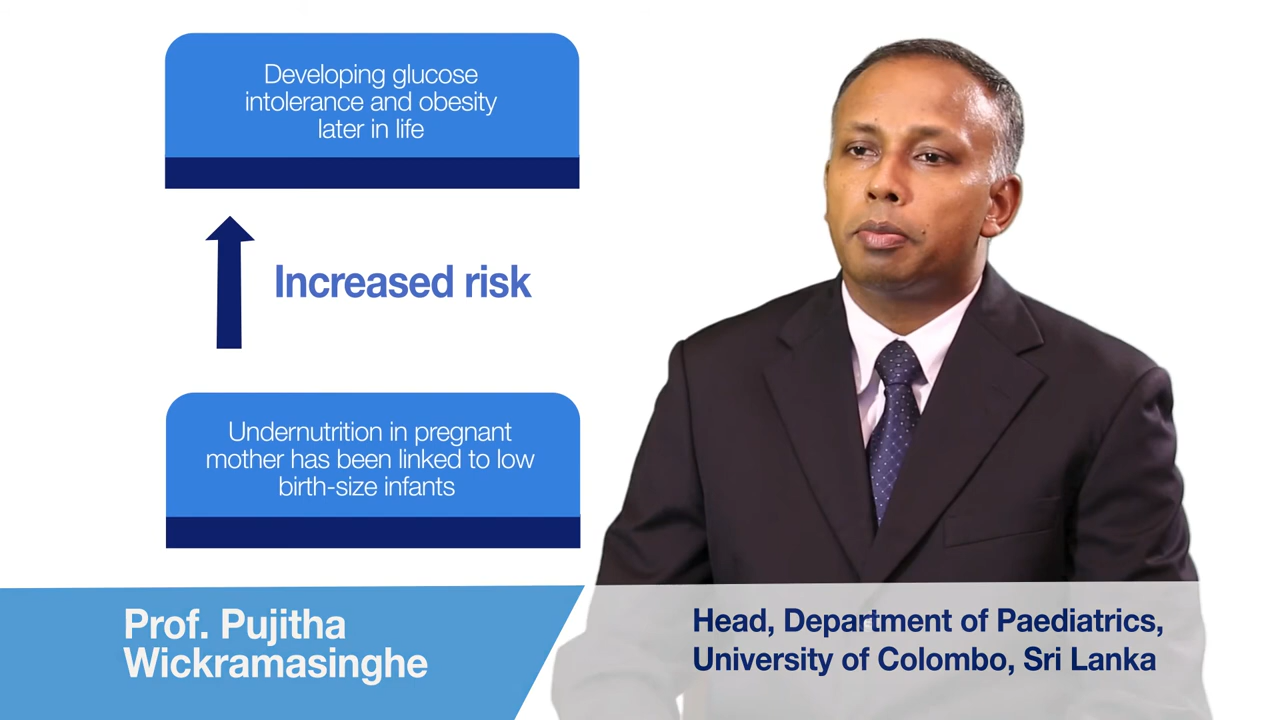 Developing glucose
intolerance and obesity
later in life
Increased risk
Undernutrition in pregnant
mother has been linked to low
birth-size infants
Prof. Pujitha
Wickramasinghe
Head, Department of Paediatrics,
University of Colombo, Sri Lanka